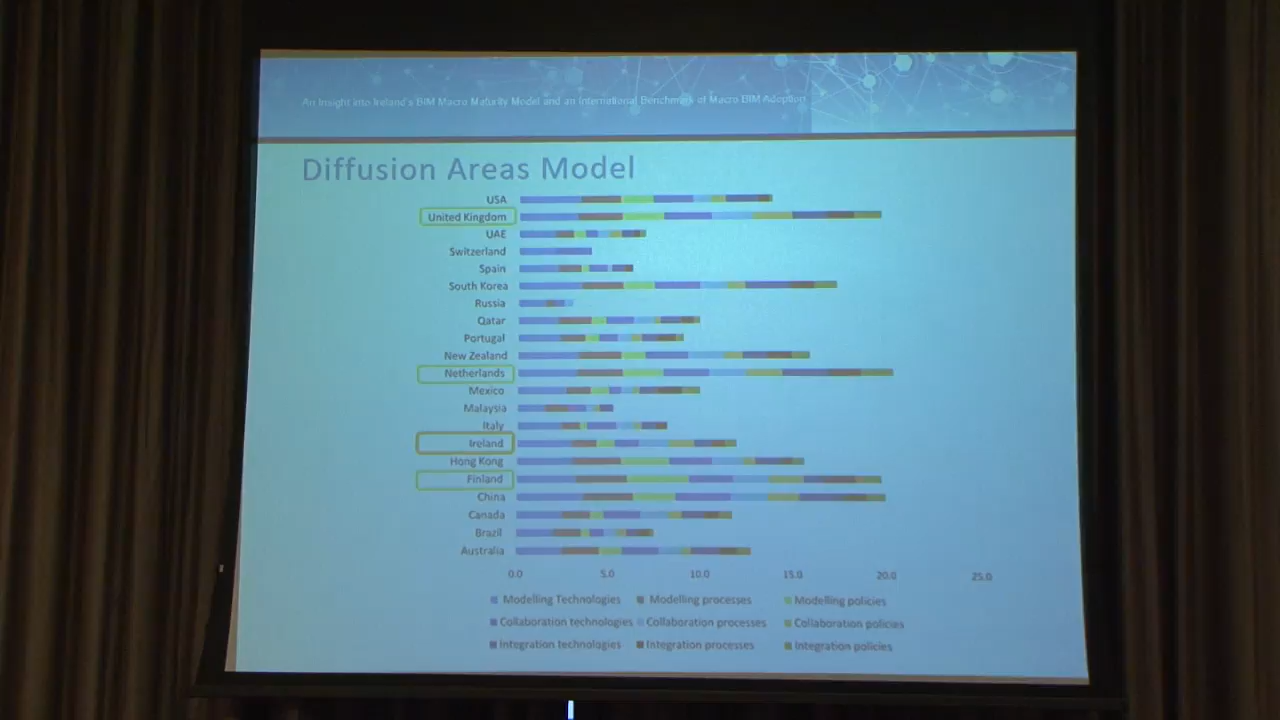 An Insight into Ireland's BIM Macro Maturity Model and an International Benchmark of Macro BIM Adoption
Diffusion Areas Model
USA
United Kingdom
UAE
Switzerland
Spain
South Korea
Russia
Qatar
Portugal
New Zealand
Netherlands
Mexico
Malaysia
Italy
Ireland
Hong Kong
Finland
China
Canada
Brazil
Australia
0.0 5.0 10.0 15.0 20.0 25.0
Modelling Technologies Modelling processes Modelling policies
Collaboration technologies Collaboration processes Collaboration policies
Integration technologies Integration processes Integration policies